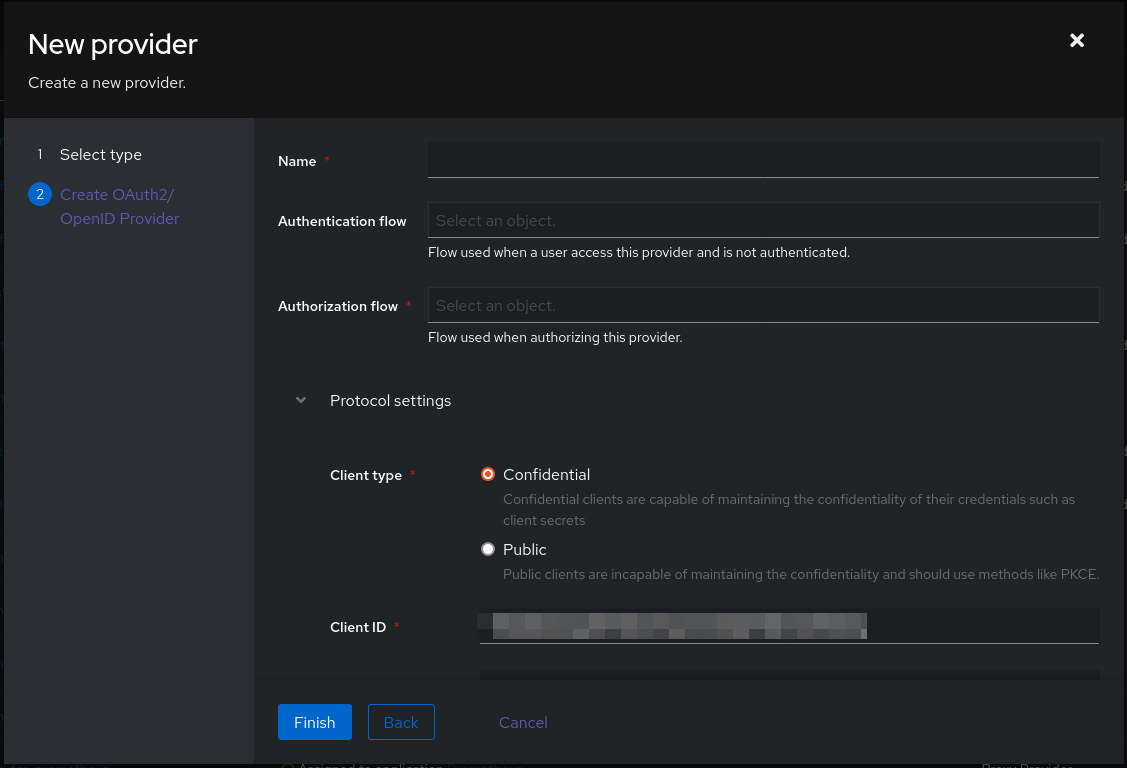 New provider
Create a new provider.
1 Select type
2 Create OAuth2/
OpenID Provider
Name *
Authentication flow
Select an object.
Flow used when a user access this provider and is not authenticated.
Authorization flow *
Select an object.
Flow used when authorizing this provider.
Protocol settings
Client type *
Confidential
Confidential clients are capable of maintaining the confidentiality of their credentials such as
client secrets
Public
Public clients are incapable of maintaining the confidentiality and should use methods like PKCE.
Client ID *
Finish
Back
Cancel